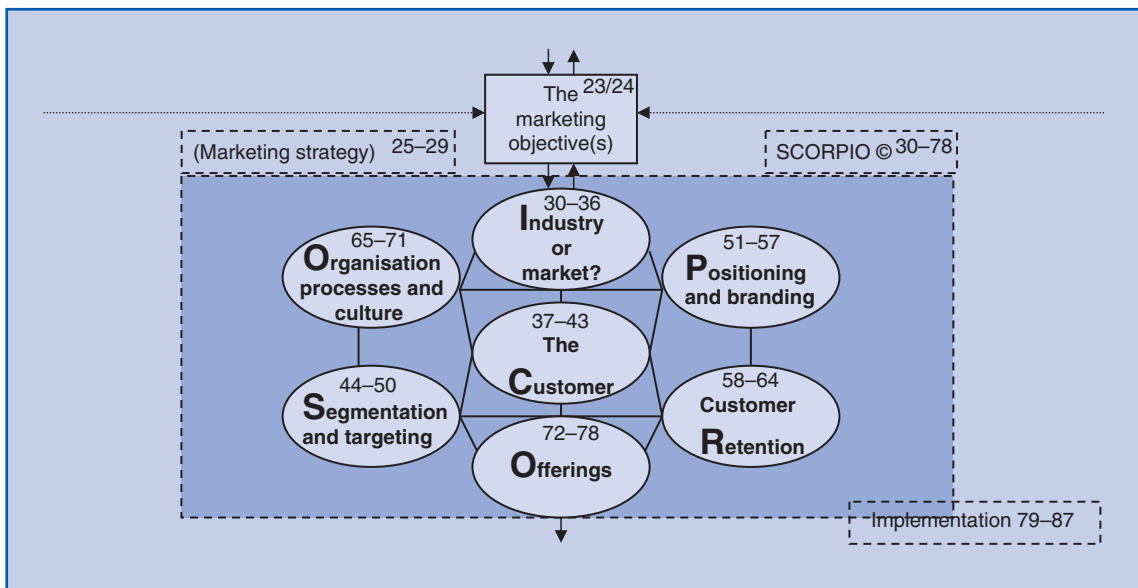 The 23/24
marketing
objective(s)
(Marketing strategy) 25–29
SCORPIO © 30–78
30–36
Industry
or
market?
65–71
Organisation
processes and
culture
51–57
Positioning
and branding
37–43
The
Customer
44–50
Segmentation
and targeting
58–64
Customer
Retention
72–78
Offerings
Implementation 79–87